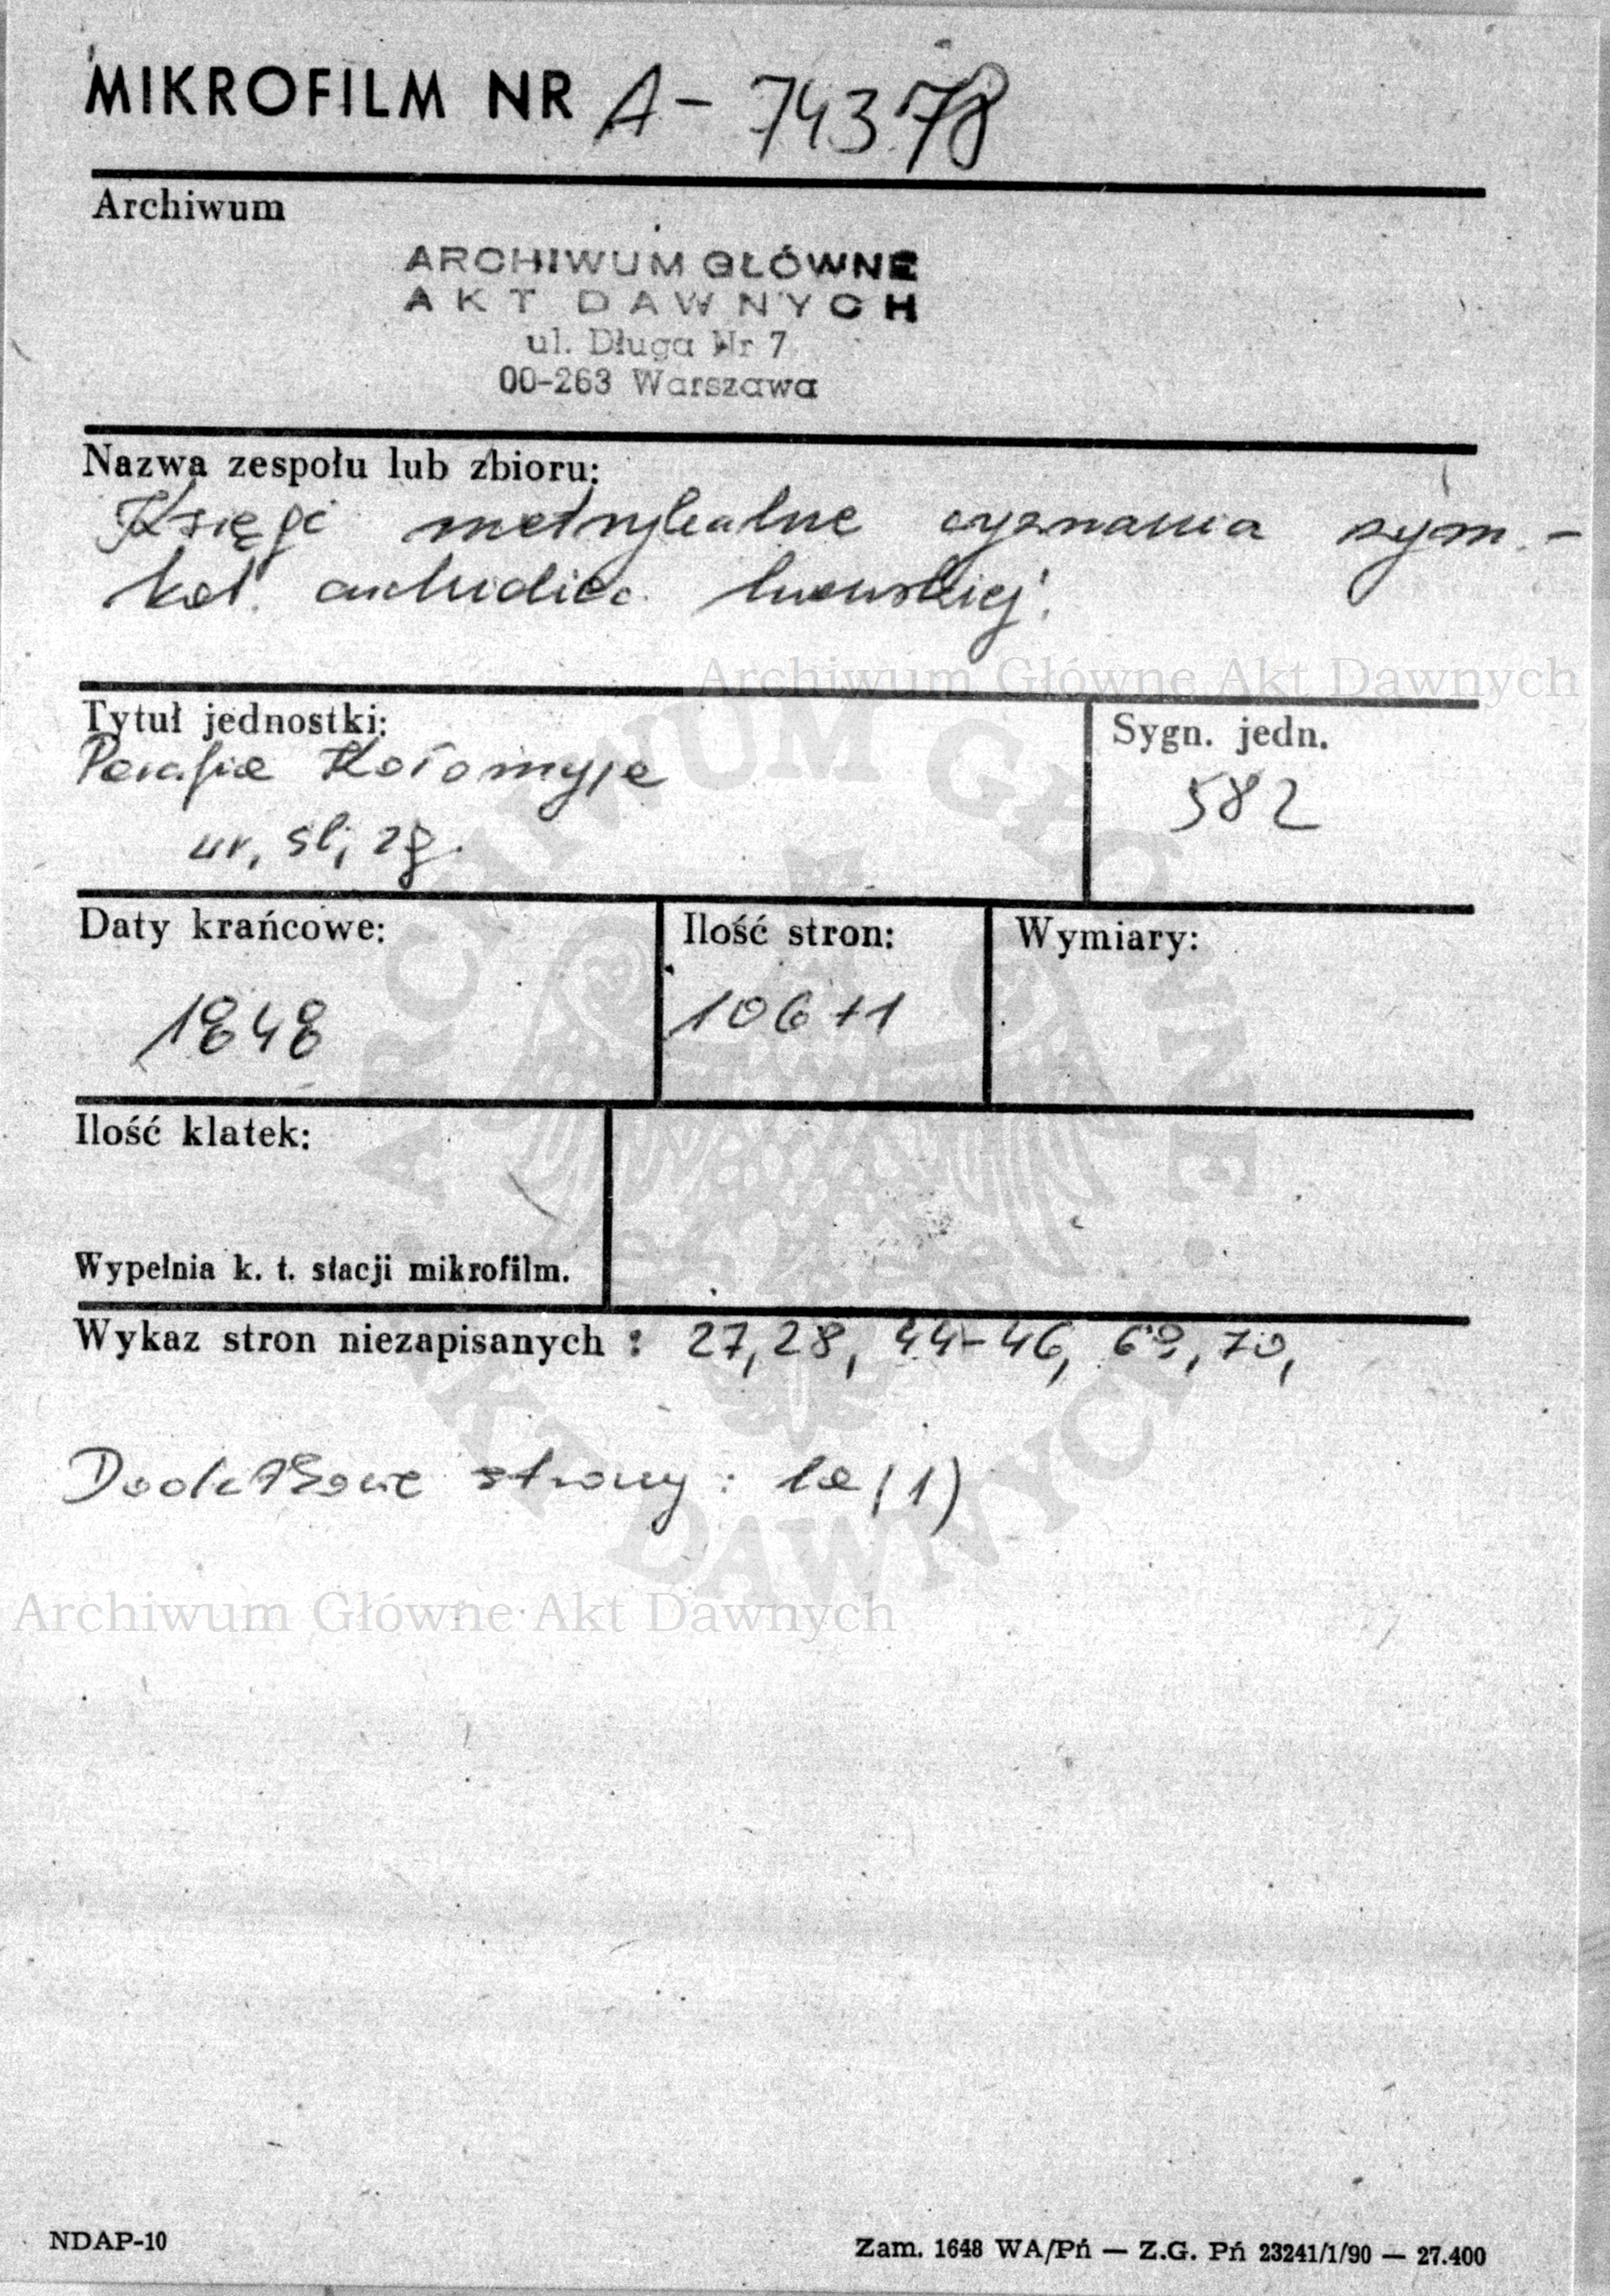 MIKROFILM NR A-74378
Archiwum
ARCHIWUM GŁÓWNE
AKT DAWNYCH
ul. Długa Nr 7
00-263 Warszawa
Nazwa zespołu lub zbioru:
Księgi metrykalne wyznania rzym.-
kat. archidiec. lwowskiej.
Archiwum Główne Akt Dawnych
Tytuł jednostki:
Parafia Kołomyja
ur, śl, zg.
Sygn. jedn.
582
Daty krańcowe:
1848
Ilość stron:
106+1
Wymiary:
Ilość klatek:
Wypełnia k. t. stacji mikrofilm.
Wykaz stron niezapisanych: 27, 28, 44-46, 69, 70,
Dodatkowe strony: 1a (1)
ARCHIWUM GŁÓWNE
AKT DAWNYCH
Archiwum Główne Akt Dawnych
NDAP-10
Zam. 1648 WA/Pń — Z.G. Pń 23241/1/90 — 27.400